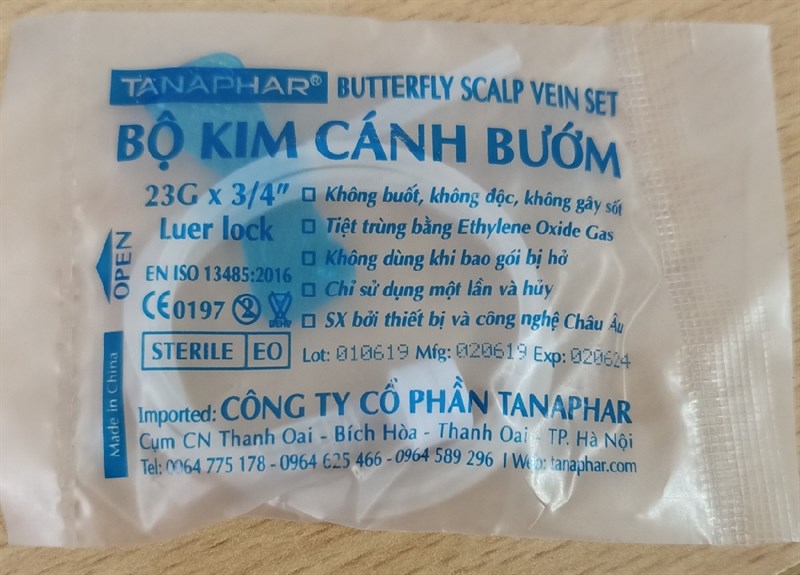 TANAPHAR® BUTTERFLY SCALP VEIN SET
BỘ KIM CÁNH BƯỚM
23G x 3/4"
Luer lock
EN ISO 13485:2016
CE0197
STERILE EO
Không buốt, không độc, không gây sốt
Tiệt trùng bằng Ethylene Oxide Gas
Không dùng khi bao gói bị hở
Chỉ sử dụng một lần và hủy
SX bởi thiết bị và công nghệ Châu Âu
Lot: 010619 Mfg: 020619 Exp: 020624
OPEN
Made in China
Imported: CÔNG TY CỔ PHẦN TANAPHAR
Cụm CN Thanh Oai - Bích Hòa - Thanh Oai - TP. Hà Nội
Tel: 0964 775 178 - 0964 625 466 - 0964 589 296 | Web: tanaphar.com